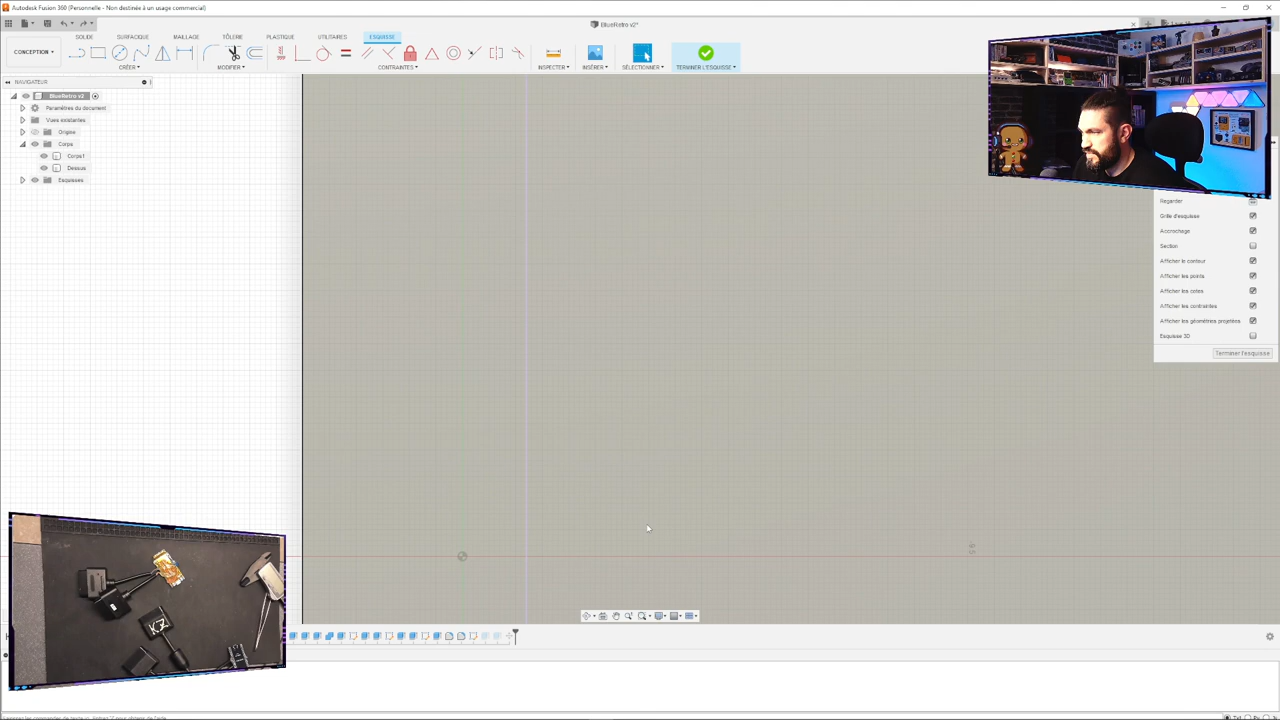 Autodesk Fusion 360 (Personnelle - Non destinée à un usage commercial)
BlueRetro v2*
CONCEPTION
SOLIDE SURFACIQUE MAILLAGE TÔLERIE PLASTIQUE UTILITAIRES ESQUISSE
CRÉER MODIFIER CONTRAINTES INSPECTER INSÉRER SÉLECTIONNER TERMINER L'ESQUISSE
NAVIGATEUR
BlueRetro v2
Paramètres du document
Vues existantes
Origine
Corps
Corps1
Dessus
Esquisses
Regarder
Grille d'esquisse
Accrochage
Section
Afficher le contour
Afficher les points
Afficher les cotes
Afficher les contraintes
Afficher les géométries projetées
Esquisse 3D
Terminer l'esquisse
KZ
Txt